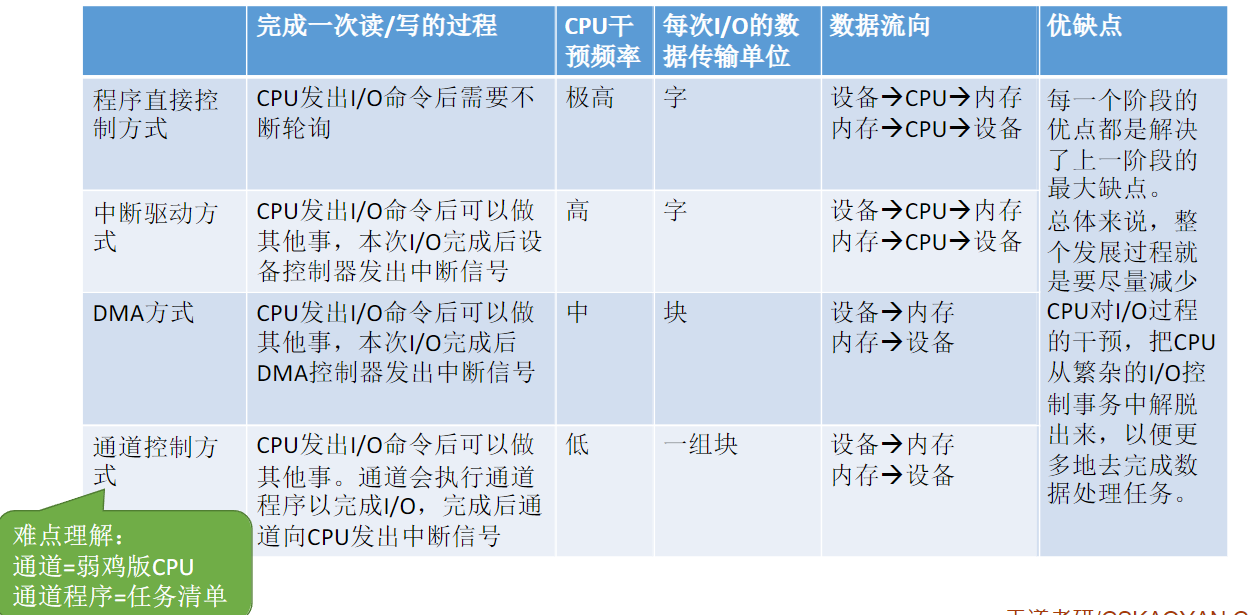 完成一次读/写的过程
CPU干
预频率
每次I/O的数
据传输单位
数据流向
优缺点
程序直接控
制方式
CPU发出I/O命令后需要不
断轮询
极高
字
设备→CPU→内存
内存→CPU→设备
每一个阶段的
优点都是解决
了上一阶段的
最大缺点。
总体来说，整
个发展过程就
是要尽量减少
CPU对I/O过程
的干预，把CPU
从繁杂的I/O控
制事务中解脱
出来，以便更
多地去完成数
据处理任务。
中断驱动方
式
CPU发出I/O命令后可以做
其他事，本次I/O完成后设
备控制器发出中断信号
高
字
设备→CPU→内存
内存→CPU→设备
DMA方式
CPU发出I/O命令后可以做
其他事，本次I/O完成后
DMA控制器发出中断信号
中
块
设备→内存
内存→设备
通道控制方
式
CPU发出I/O命令后可以做
其他事。通道会执行通道
程序以完成I/O，完成后通
道向CPU发出中断信号
低
一组块
设备→内存
内存→设备
难点理解：
通道=弱鸡版CPU
通道程序=任务清单